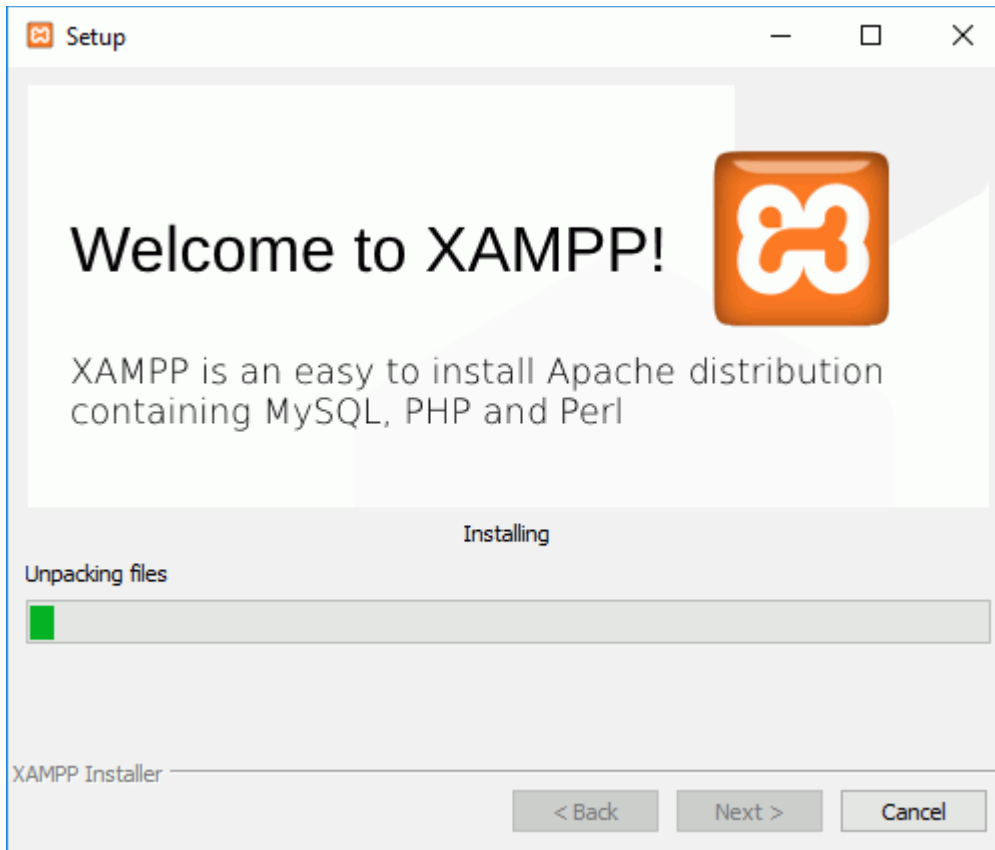 Setup
Welcome to XAMPP!
XAMPP is an easy to install Apache distribution
containing MySQL, PHP and Perl
Installing
Unpacking files
XAMPP Installer
< Back
Next >
Cancel